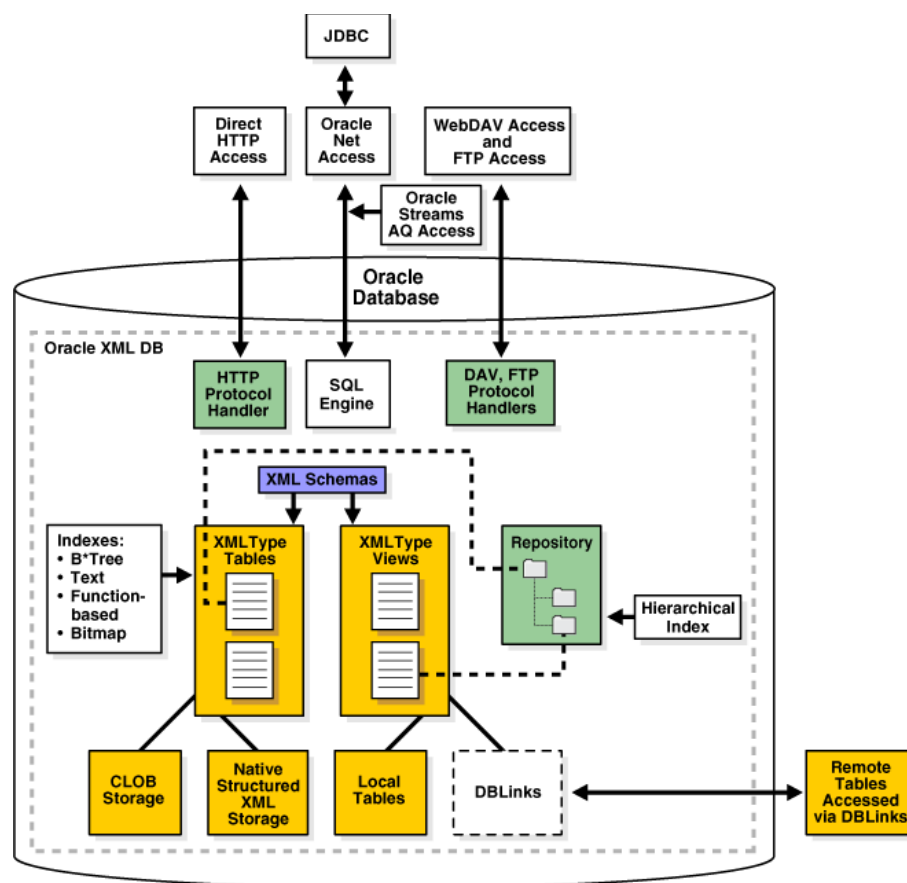 JDBC
Direct
HTTP
Access
Oracle
Net
Access
WebDAV Access
and
FTP Access
Oracle
Streams
AQ Access
Oracle
Database
Oracle XML DB
HTTP
Protocol
Handler
SQL
Engine
DAV, FTP
Protocol
Handlers
XML Schemas
Indexes:
• B*Tree
• Text
• Function-
based
• Bitmap
XMLType
Tables
XMLType
Views
Repository
Hierarchical
Index
CLOB
Storage
Native
Structured
XML
Storage
Local
Tables
DBLinks
Remote
Tables
Accessed
via DBLinks